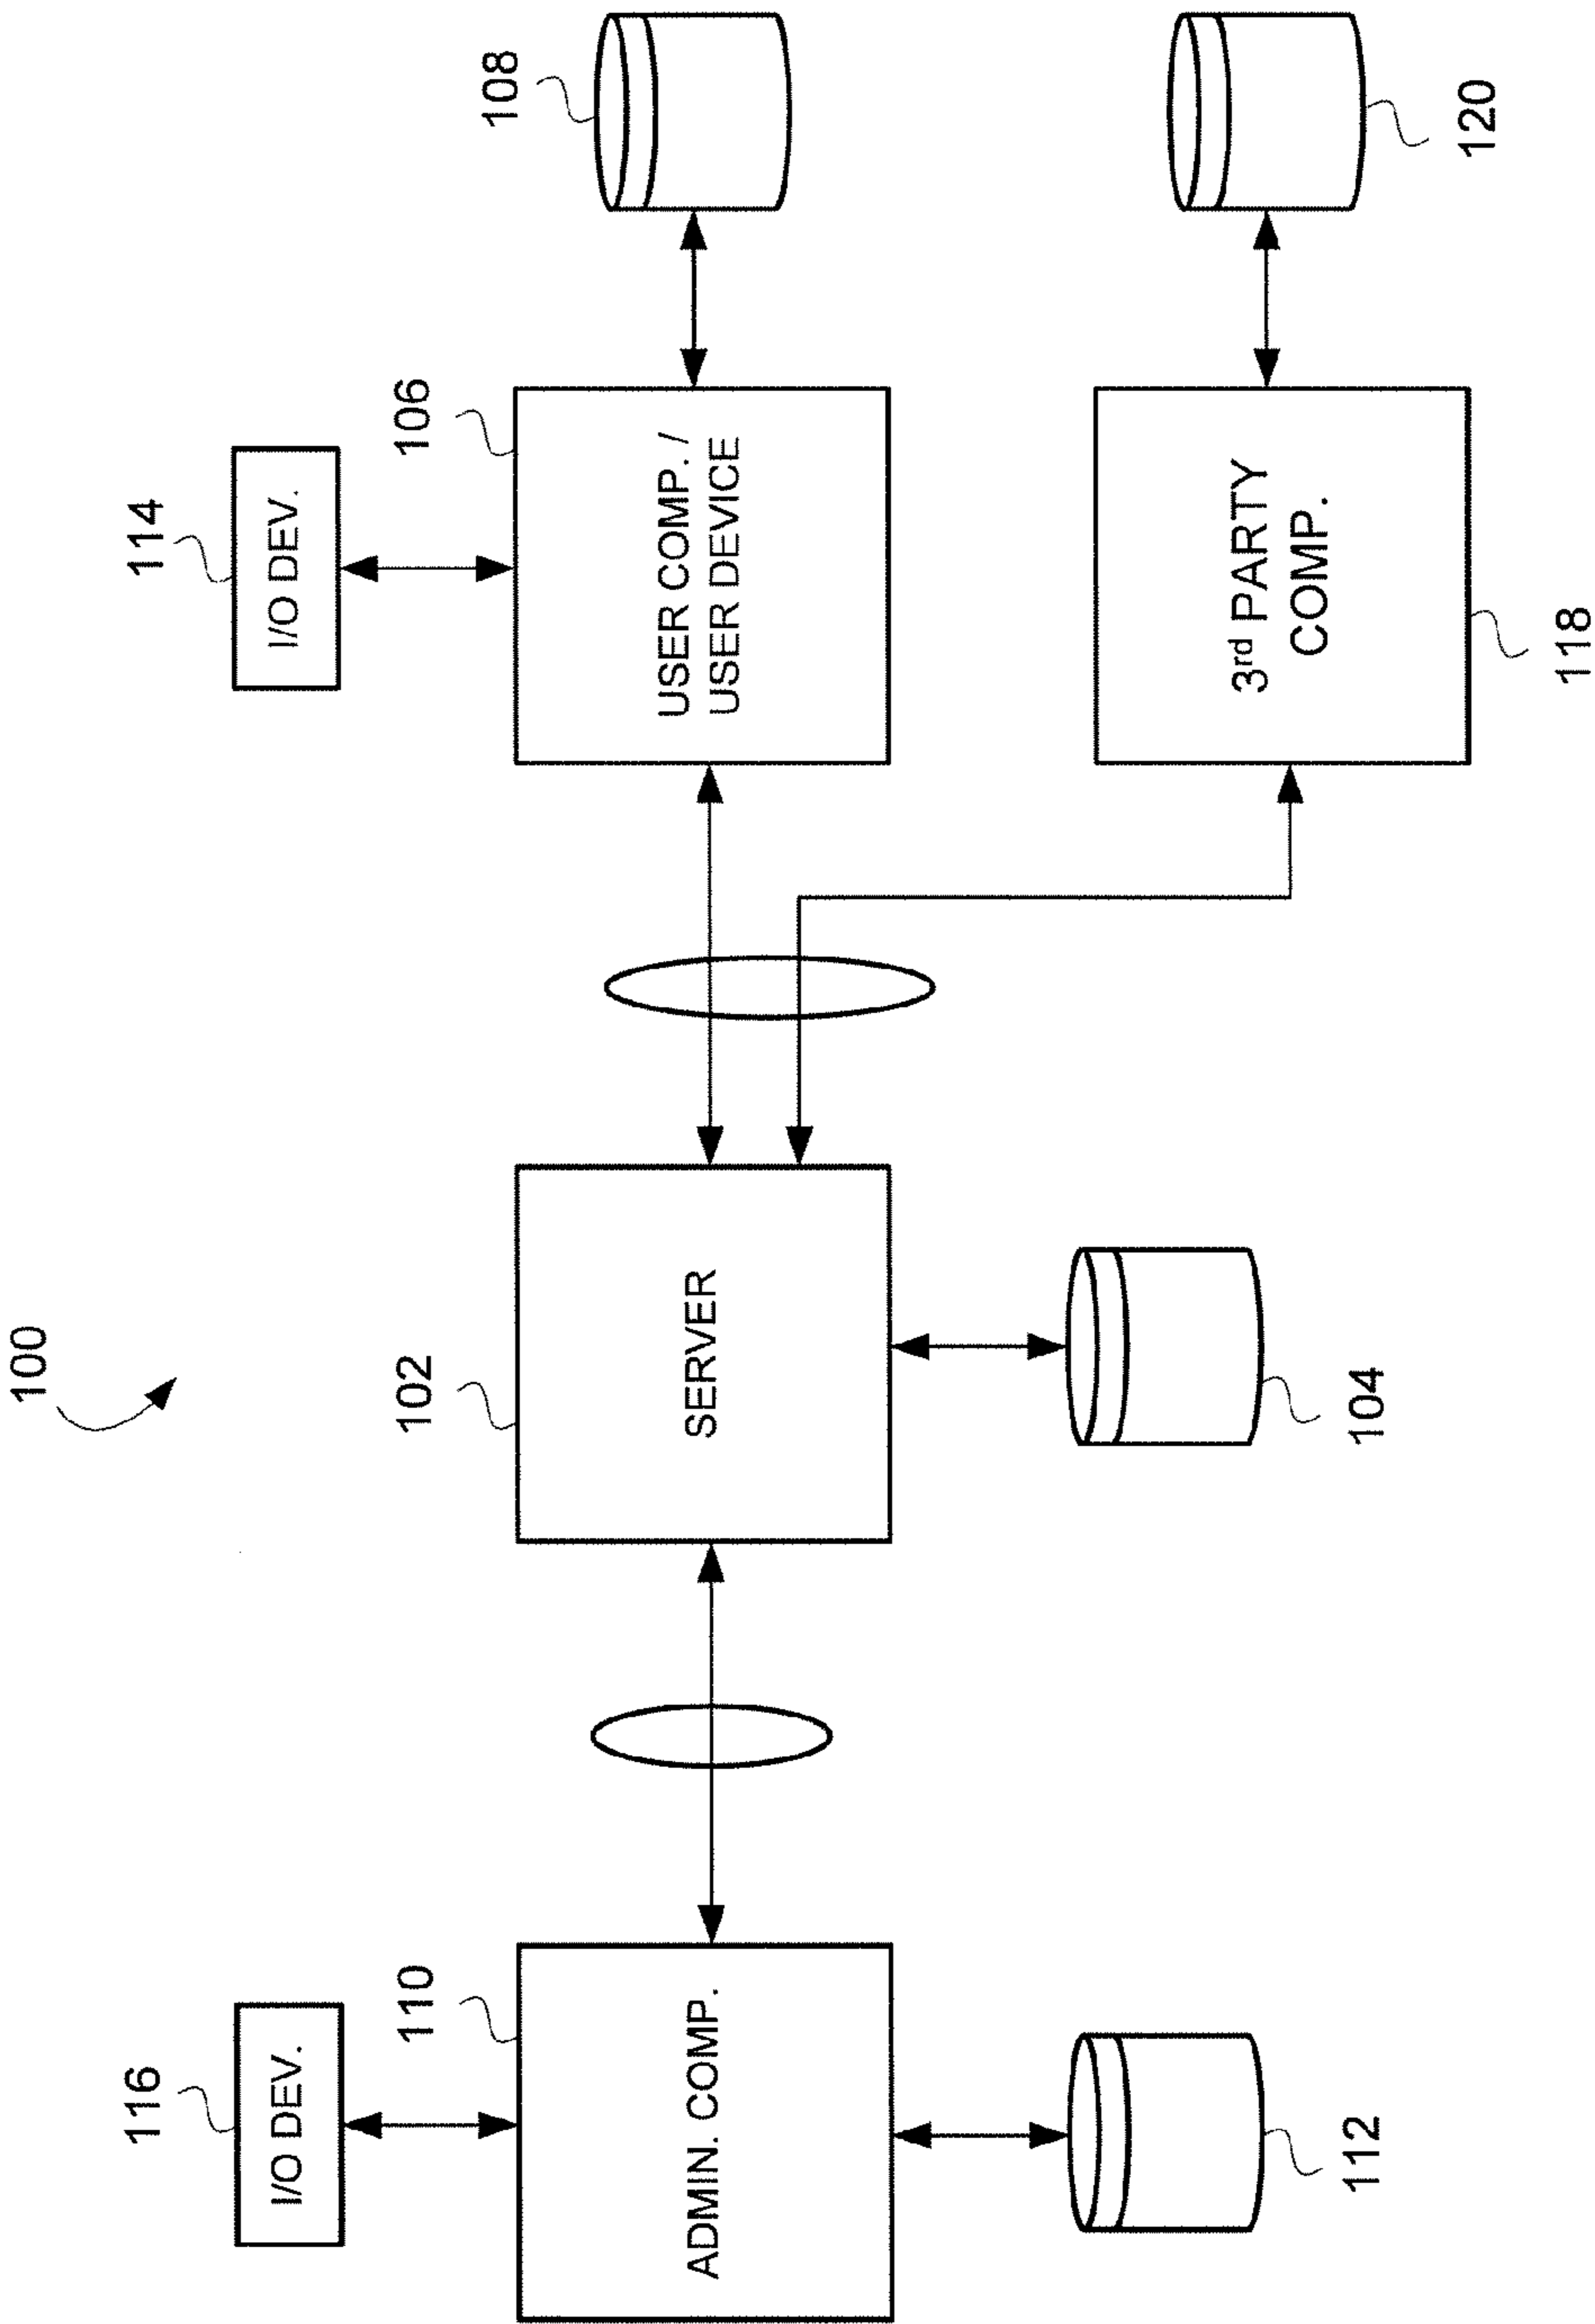 100
116
I/O DEV.
110
ADMIN. COMP.
112
102
SERVER
104
114
I/O DEV.
106
USER COMP. /
USER DEVICE
108
3rd PARTY
COMP.
118
120